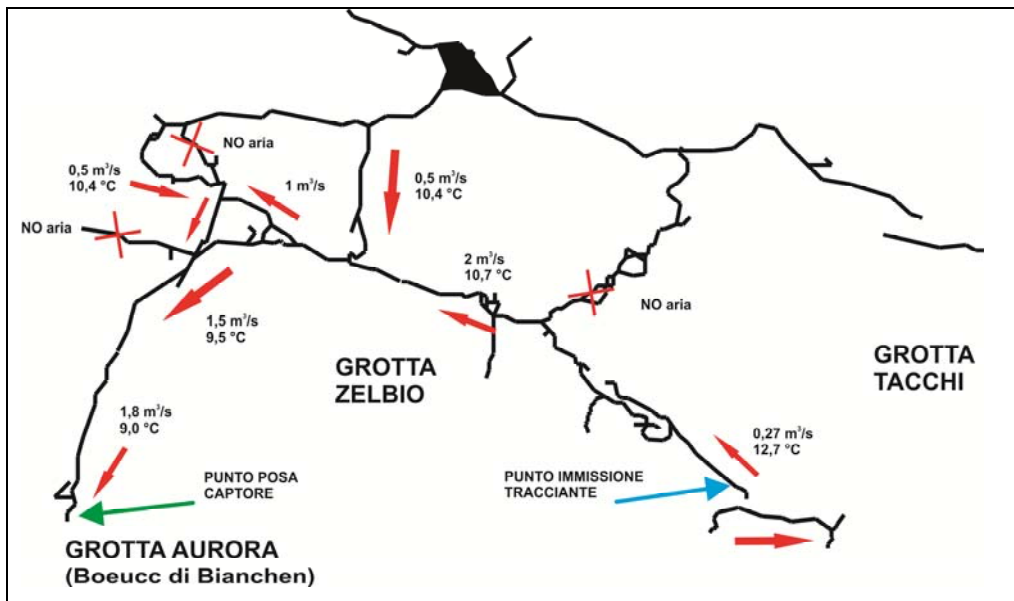 NO aria
0,5 m³/s
10,4 °C
1 m³/s
0,5 m³/s
10,4 °C
NO aria
2 m³/s
10,7 °C
NO aria
1,5 m³/s
9,5 °C
GROTTA
ZELBIO
GROTTA
TACCHI
1,8 m³/s
9,0 °C
0,27 m³/s
12,7 °C
PUNTO POSA
CAPTORE
PUNTO IMMISSIONE
TRACCIANTE
GROTTA AURORA
(Boeucc di Bianchen)